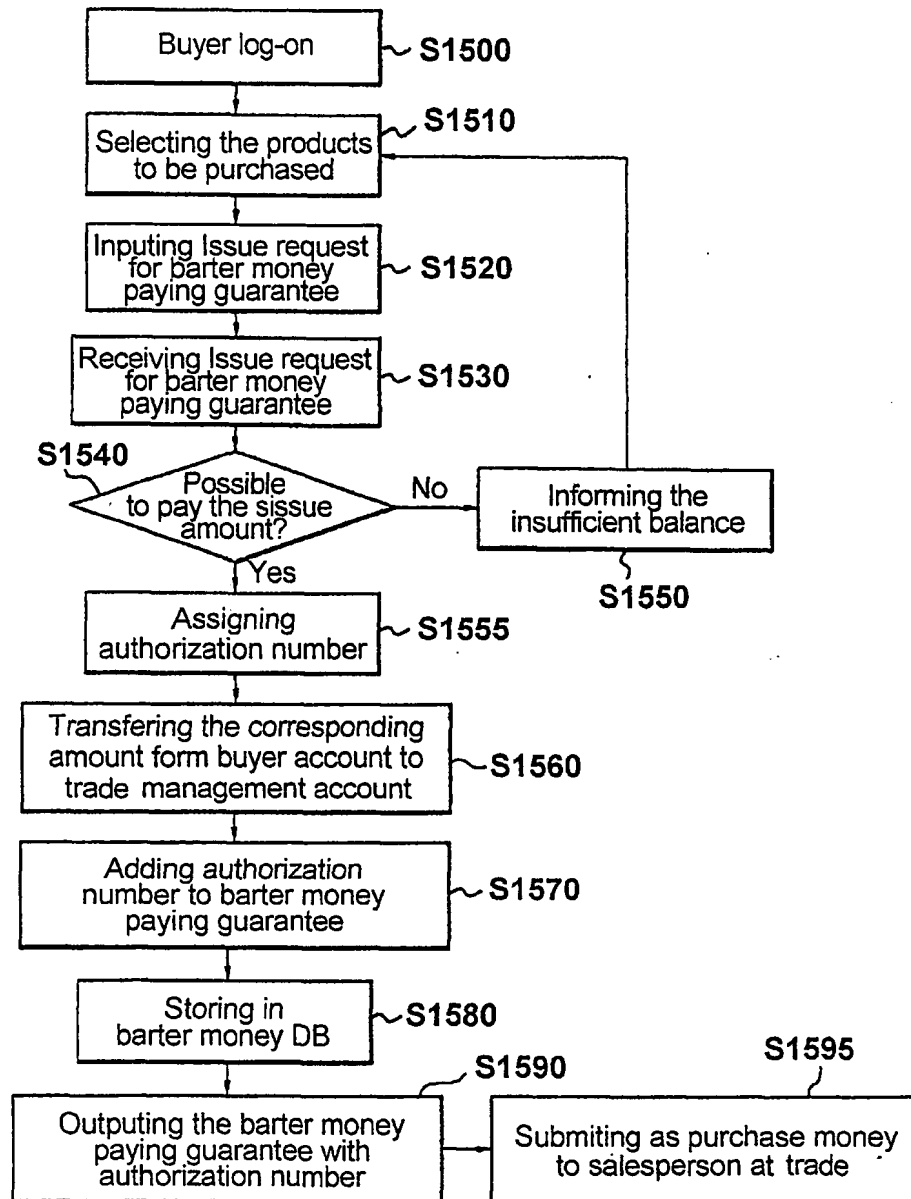 Buyer log-on
S1500
S1510
Selecting the products
to be purchased
Inputing Issue request
for barter money
paying guarantee
S1520
Receiving Issue request
for barter money
paying guarantee
S1530
S1540
Possible
to pay the sissue
amount?
No
Informing the
insufficient balance
S1550
Yes
Assigning
authorization number
S1555
Transfering the corresponding
amount form buyer account to
trade management account
S1560
Adding authorization
number to barter money
paying guarantee
S1570
Storing in
barter money DB
S1580
S1590
S1595
Outputing the barter money
paying guarantee with
authorization number
Submiting as purchase money
to salesperson at trade